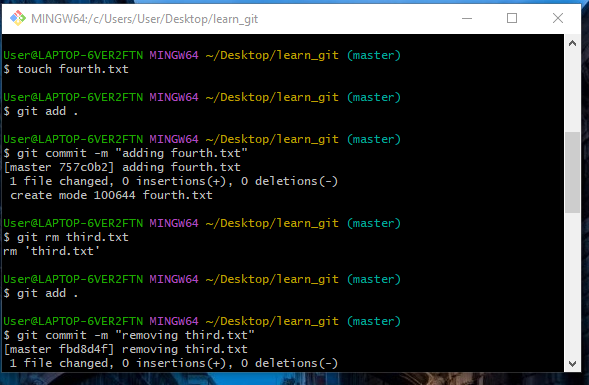 MINGW64:/c/Users/User/Desktop/learn_git
User@LAPTOP-6VER2FTN MINGW64 ~/Desktop/learn_git (master)
$ touch fourth.txt
User@LAPTOP-6VER2FTN MINGW64 ~/Desktop/learn_git (master)
$ git add .
User@LAPTOP-6VER2FTN MINGW64 ~/Desktop/learn_git (master)
$ git commit -m "adding fourth.txt"
[master 757c0b2] adding fourth.txt
 1 file changed, 0 insertions(+), 0 deletions(-)
 create mode 100644 fourth.txt
User@LAPTOP-6VER2FTN MINGW64 ~/Desktop/learn_git (master)
$ git rm third.txt
rm 'third.txt'
User@LAPTOP-6VER2FTN MINGW64 ~/Desktop/learn_git (master)
$ git add .
User@LAPTOP-6VER2FTN MINGW64 ~/Desktop/learn_git (master)
$ git commit -m "removing third.txt"
[master fbd8d4f] removing third.txt
 1 file changed, 0 insertions(+), 0 deletions(-)